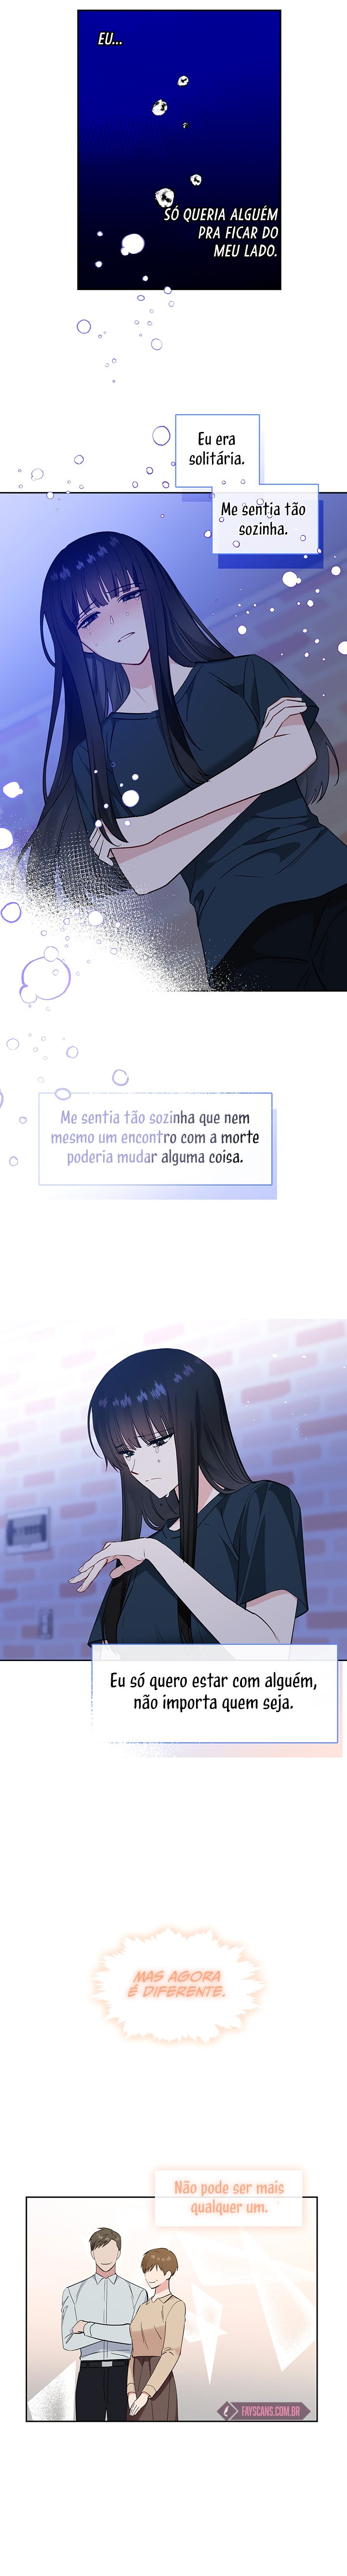 EU...
SÓ QUERIA ALGUÉM
PRA FICAR DO
MEU LADO.
Eu era
solitária.
Me sentia tão
sozinha.
Me sentia tão sozinha que nem
mesmo um encontro com a morte
poderia mudar alguma coisa.
Eu só quero estar com alguém,
não importa quem seja.
MAS AGORA
É DIFERENTE.
Não pode ser mais
qualquer um.
FAYSCANS.COM.BR